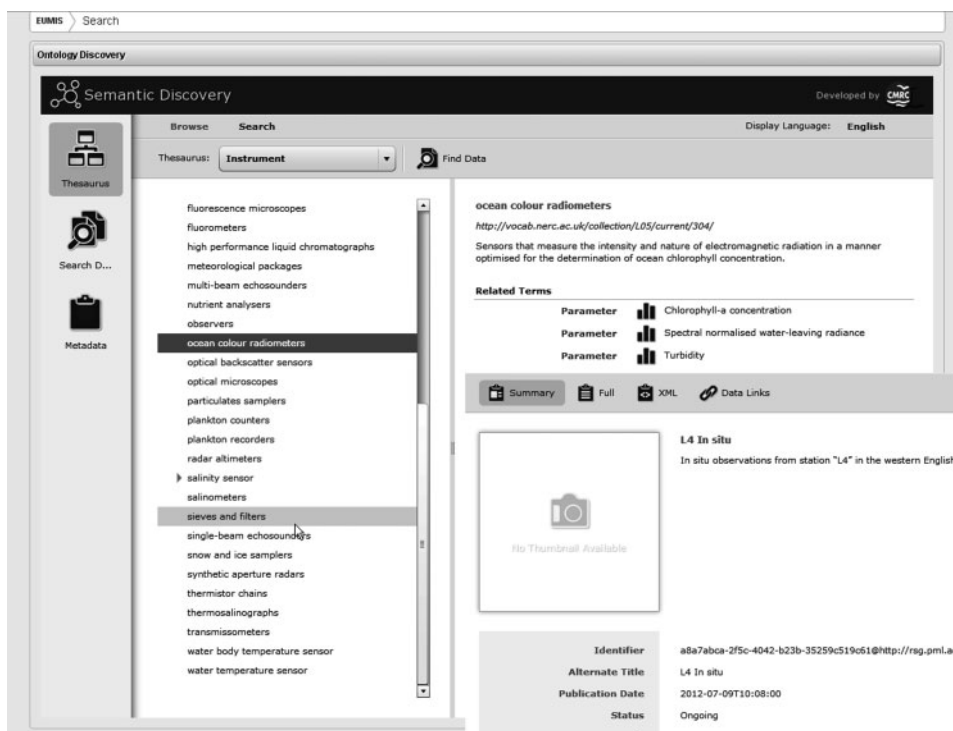 EUMIS Search
Ontology Discovery
Semantic Discovery
Developed by CMRC
Browse Search
Display Language: English
Thesaurus: Instrument
Find Data
Thesaurus
Search D...
Metadata
fluorescence microscopes
fluorometers
high performance liquid chromatographs
meteorological packages
multi-beam echosounders
nutrient analysers
observers
ocean colour radiometers
optical backscatter sensors
optical microscopes
particulates samplers
plankton counters
plankton recorders
radar altimeters
salinity sensor
salinometers
sieves and filters
single-beam echosounders
snow and ice samplers
synthetic aperture radars
thermistor chains
thermosalinographs
transmissometers
water body temperature sensor
water temperature sensor
ocean colour radiometers
http://vocab.nerc.ac.uk/collection/L05/current/304/
Sensors that measure the intensity and nature of electromagnetic radiation in a manner
optimised for the determination of ocean chlorophyll concentration.
Related Terms
Parameter Chlorophyll-a concentration
Parameter Spectral normalised water-leaving radiance
Parameter Turbidity
Summary Full XML Data Links
L4 In situ
In situ observations from station "L4" in the western English
No Thumbnail Available
Identifier a8a7abca-2f5c-4042-b23b-35259c519c61@http://rsg.pml.a
Alternate Title L4 In situ
Publication Date 2012-07-09T10:08:00
Status Ongoing